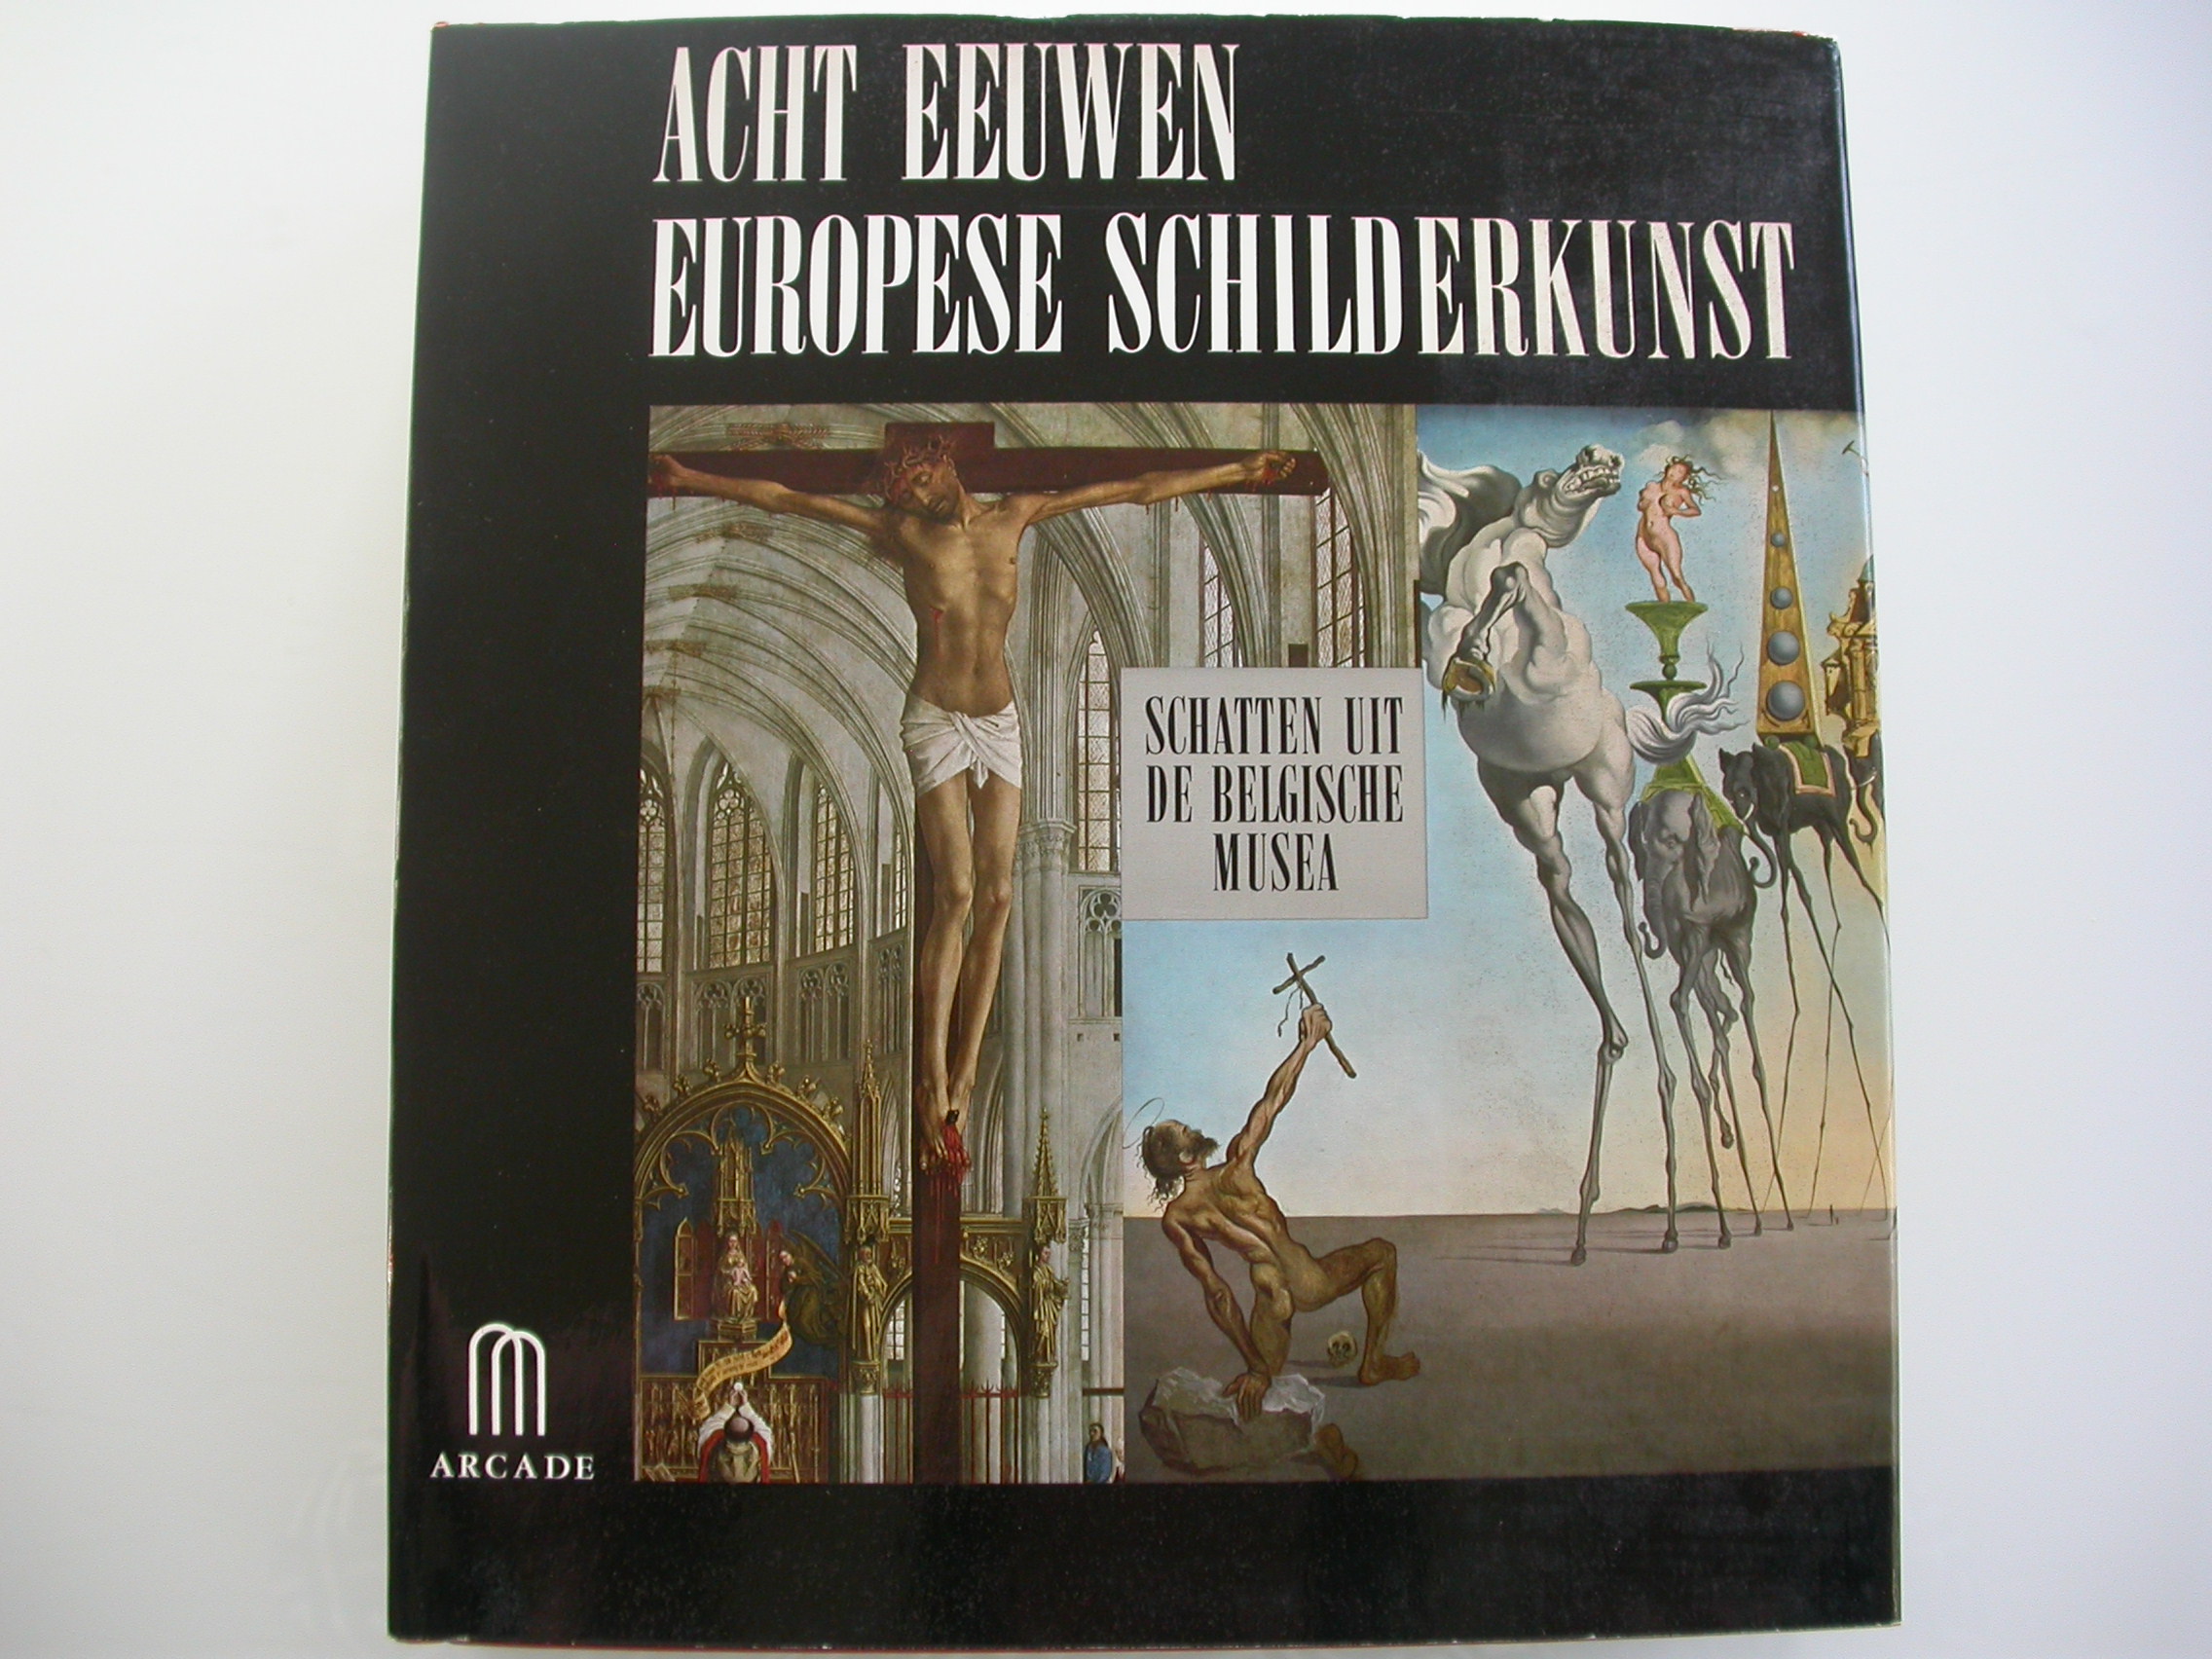 ACHT EEUWEN
EUROPESE SCHILDERKUNST
SCHATTEN UIT
DE BELGISCHE
MUSEA
ARCADE